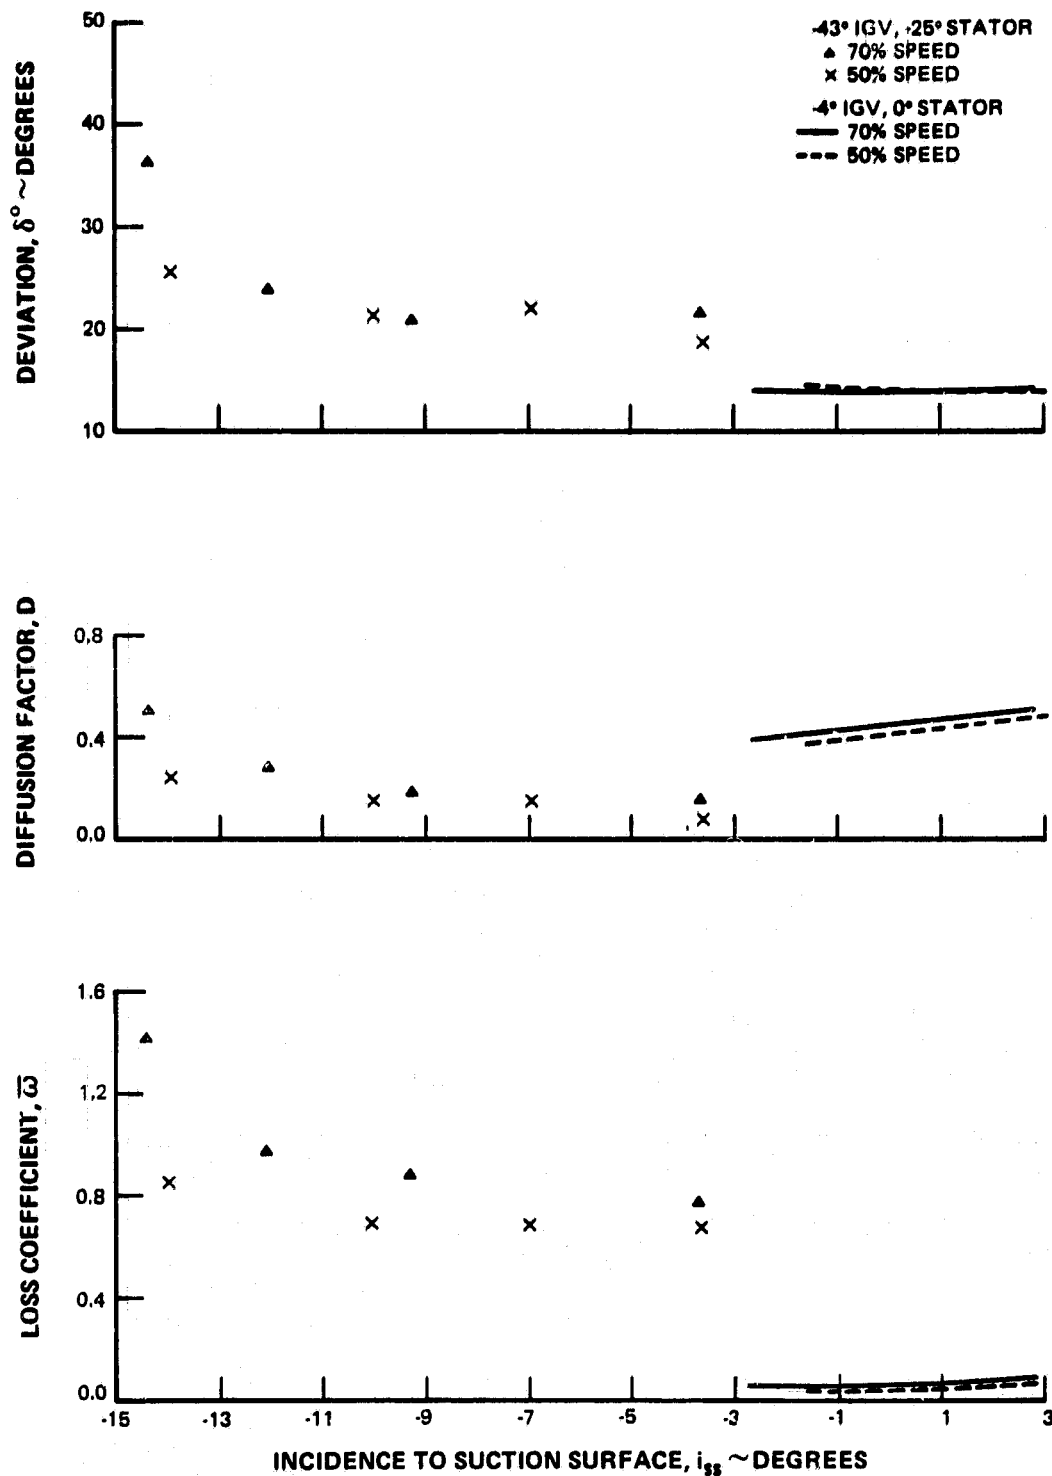 -43° IGV, +25° STATOR
▲ 70% SPEED
× 50% SPEED
-4° IGV, 0° STATOR
70% SPEED
50% SPEED
DEVIATION, δ° ~ DEGREES
50
40
30
20
10
DIFFUSION FACTOR, D
0.8
0.4
0.0
LOSS COEFFICIENT, ω̅
1.6
1.2
0.8
0.4
0.0
-15 -13 -11 -9 -7 -5 -3 -1 1 3
INCIDENCE TO SUCTION SURFACE, iss ~ DEGREES